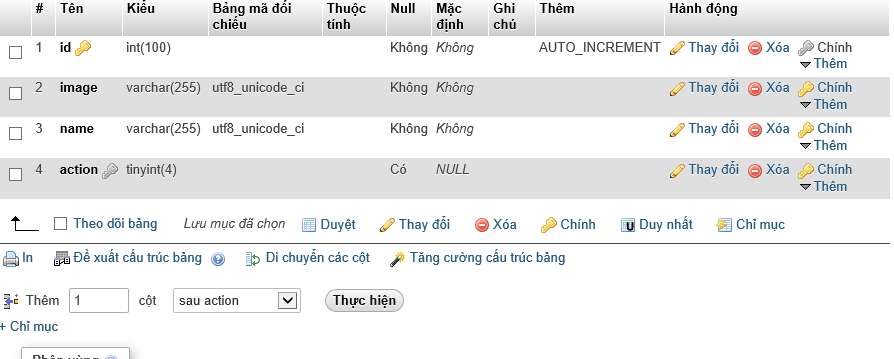 # Tên Kiểu Bảng mã đối chiếu Thuộc tính Null Mặc định Ghi chú Thêm Hành động
1 id int(100) Không Không AUTO_INCREMENT Thay đổi Xóa Chính
Thêm
2 image varchar(255) utf8_unicode_ci Không Không Thay đổi Xóa Chính
Thêm
3 name varchar(255) utf8_unicode_ci Không Không Thay đổi Xóa Chính
Thêm
4 action tinyint(4) Có NULL Thay đổi Xóa Chính
Thêm
Theo dõi bảng Lưu mục đã chọn Duyệt Thay đổi Xóa Chính Duy nhất Chỉ mục
In Đề xuất cấu trúc bảng Di chuyển các cột Tăng cường cấu trúc bảng
Thêm 1 cột sau action Thực hiện
+ Chỉ mục
Phân vùng